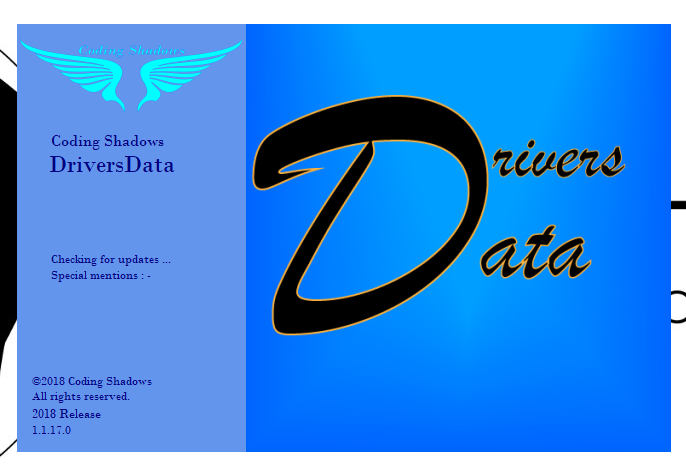 Coding Shadows
Coding Shadows
DriversData
Checking for updates ...
Special mentions : -
©2018 Coding Shadows
All rights reserved.
2018 Release
1.1.17.0
Drivers
Data